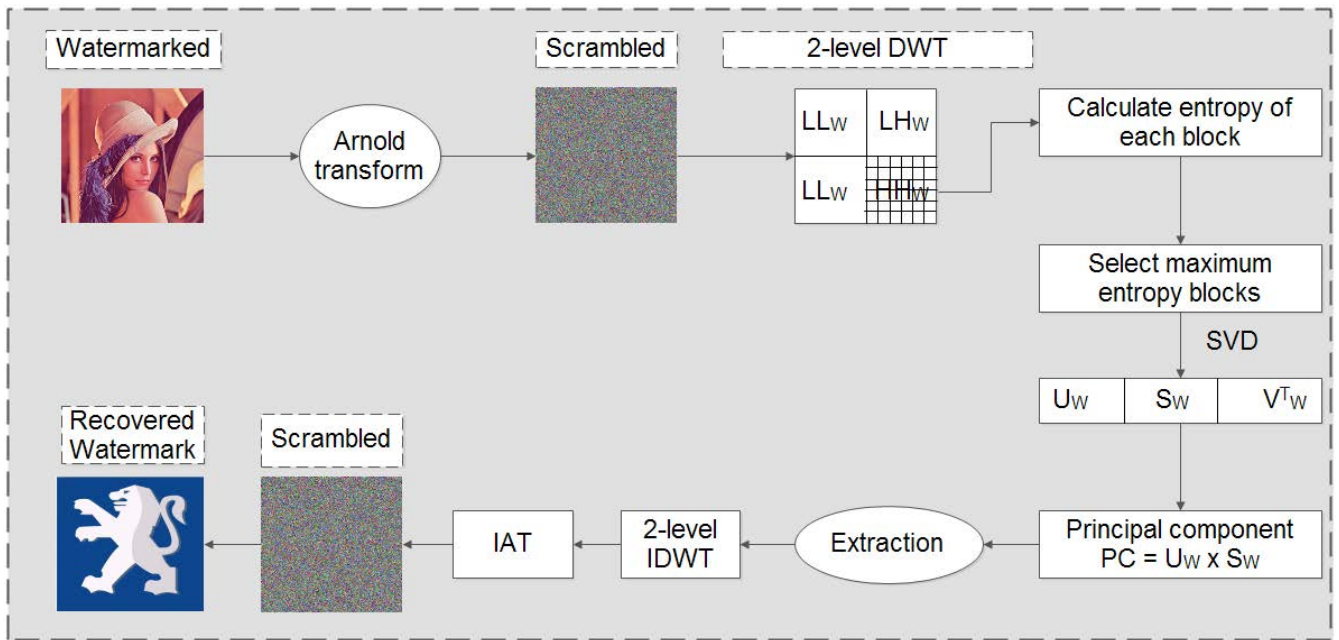 Watermarked
Scrambled
2-level DWT
Arnold
transform
LLW
LHW
LLW
HHW
Calculate entropy of
each block
Select maximum
entropy blocks
SVD
UW
SW
VTW
Principal component
PC = UW x SW
Extraction
2-level
IDWT
IAT
Scrambled
Recovered
Watermark